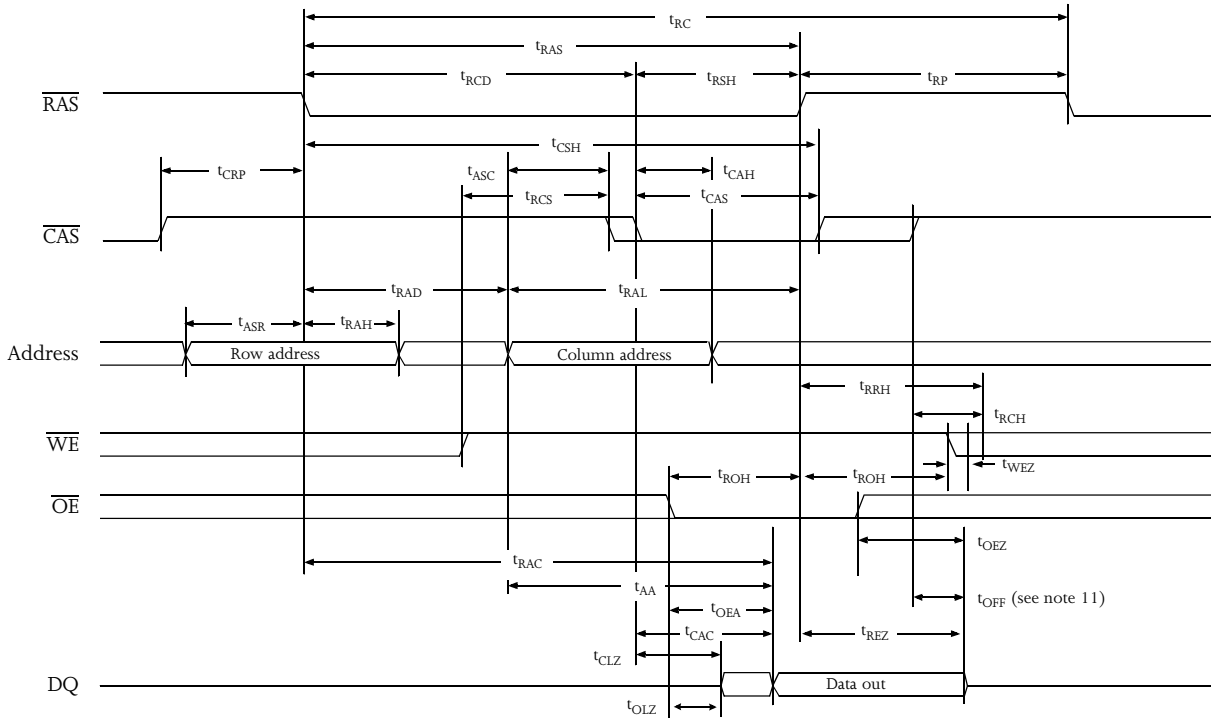 tRC
tRAS
tRCD
tRSH
tRP
RAS
tCSH
tCRP
tASC
tCAH
tRCS
tCAS
CAS
tRAD
tRAL
tASR
tRAH
Address
Row address
Column address
tRRH
tRCH
WE
tWEZ
tROH
tROH
OE
tOEZ
tRAC
tAA
tOEA
tOFF (see note 11)
tCAC
tREZ
tCLZ
DQ
Data out
tOLZ